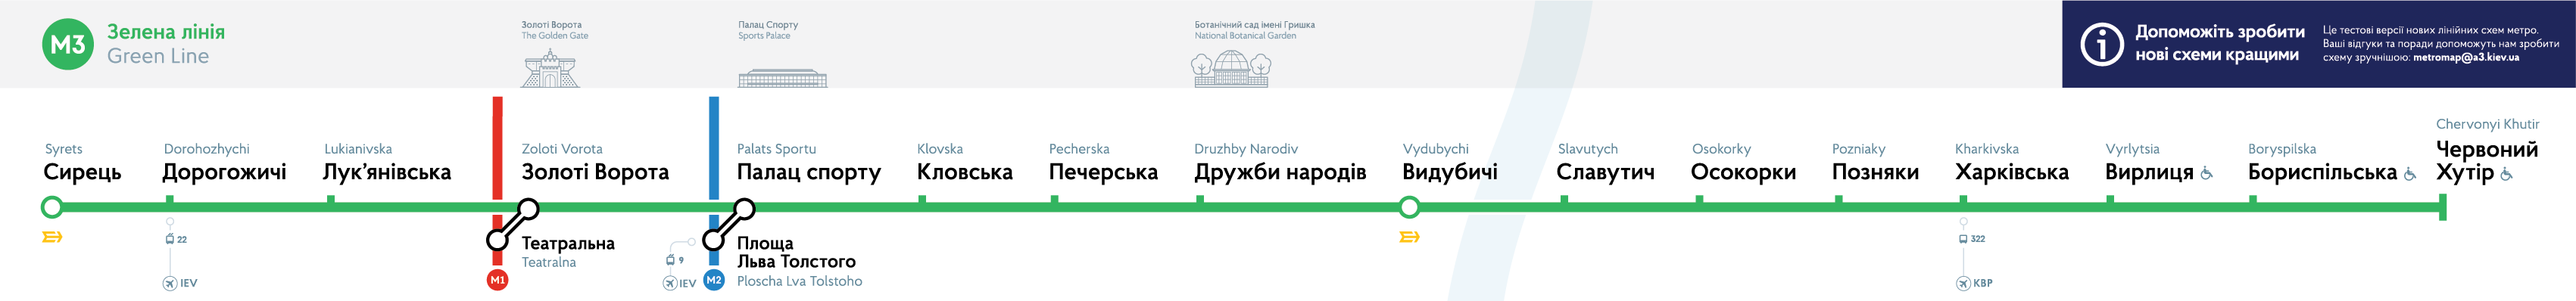 M3
Зелена лінія
Green Line
Золоті Ворота
The Golden Gate
Палац Спорту
Sports Palace
Ботанічний сад імені Гришка
National Botanical Garden
i
Допоможіть зробити
нові схеми кращими
Це тестові версії нових лінійних схем метро.
Ваші відгуки та поради допоможуть нам зробити
схему зручнішою: metromap@a3.kiev.ua
Syrets
Сирець
Dorohozhychi
Дорогожичі
22
IEV
Lukianivska
Лук’янівська
Zoloti Vorota
Золоті Ворота
Театральна
Teatralna
M1
Palats Sportu
Палац спорту
Площа
Льва Толстого
Ploscha Lva Tolstoho
9
IEV
M2
Klovska
Кловська
Pecherska
Печерська
Druzhby Narodiv
Дружби народів
Vydubychi
Видубичі
Slavutych
Славутич
Osokorky
Осокорки
Pozniaky
Позняки
Kharkivska
Харківська
322
KBP
Vyrlytsia
Вирлиця
Boryspilska
Бориспільська
Chervonyi Khutir
Червоний
Хутір